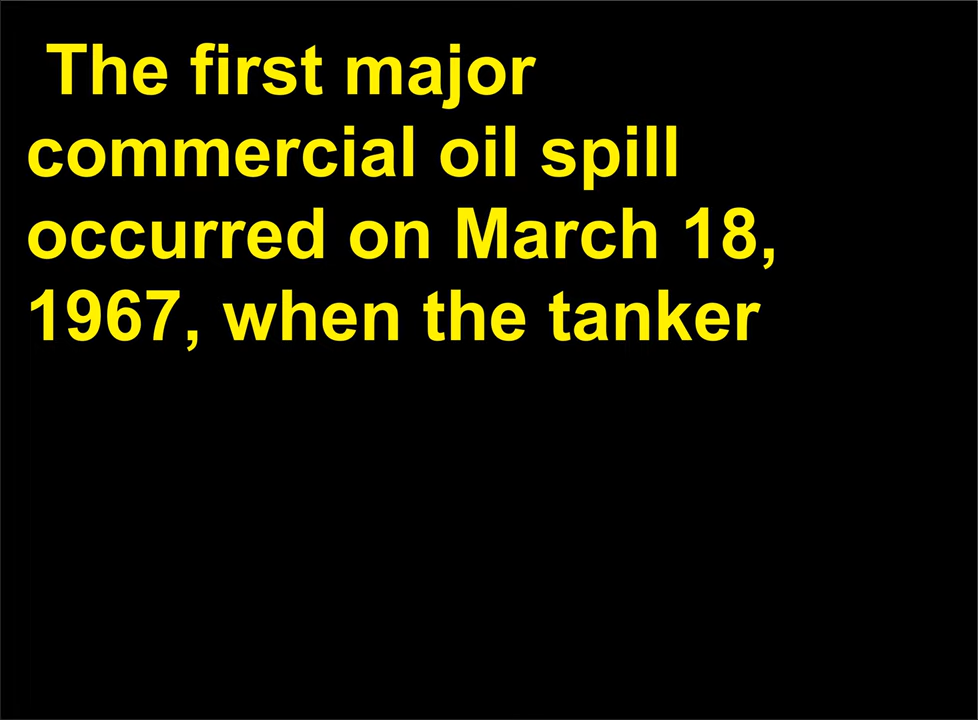 The first major
commercial oil spill
occurred on March 18,
1967, when the tanker